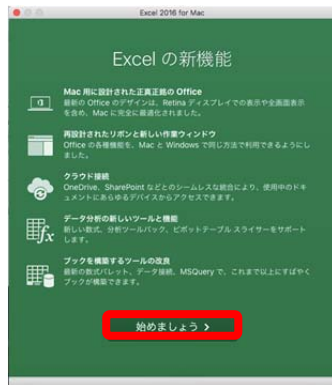 Excel 2016 for Mac
Excel の新機能
Mac 用に設計された正真正銘の Office
最新の Office のデザインは、Retina ディスプレイでの表示や全画面表示
を含め、Mac に完全に最適化されました。
再設計されたリボンと新しい作業ウィンドウ
Office の各種機能を、Mac と Windows で同じ方法で利用できるようにし
ました。
クラウド接続
OneDrive、SharePoint などとのシームレスな統合により、使用中のドキ
ュメントにあらゆるデバイスからアクセスできます。
データ分析の新しいツールと機能
新しい数式、分析ツールパック、ピボットテーブル スライサーをサポート
します。
ブックを構築するツールの改良
最新の数式パレット、データ接続、MSQuery で、これまで以上にすばやく
ブックが構築できます。
始めましょう >